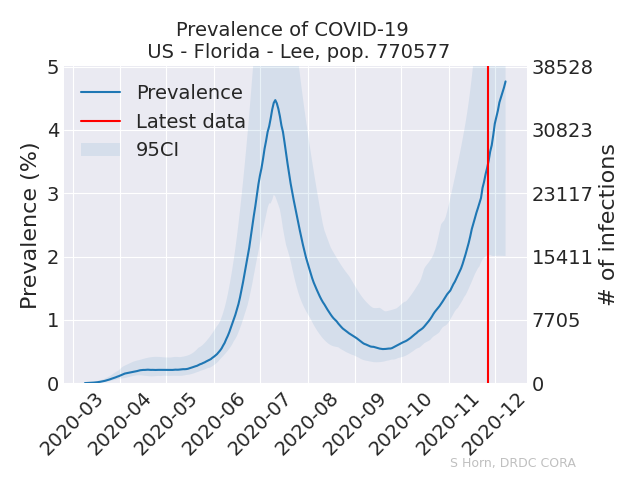 Prevalence of COVID-19
US - Florida - Lee, pop. 770577
Prevalence (%)
5
4
3
2
1
0
Prevalence
Latest data
95CI
38528
30823
23117
15411
7705
0
# of infections
2020-03
2020-04
2020-05
2020-06
2020-07
2020-08
2020-09
2020-10
2020-11
2020-12
S Horn, DRDC CORA